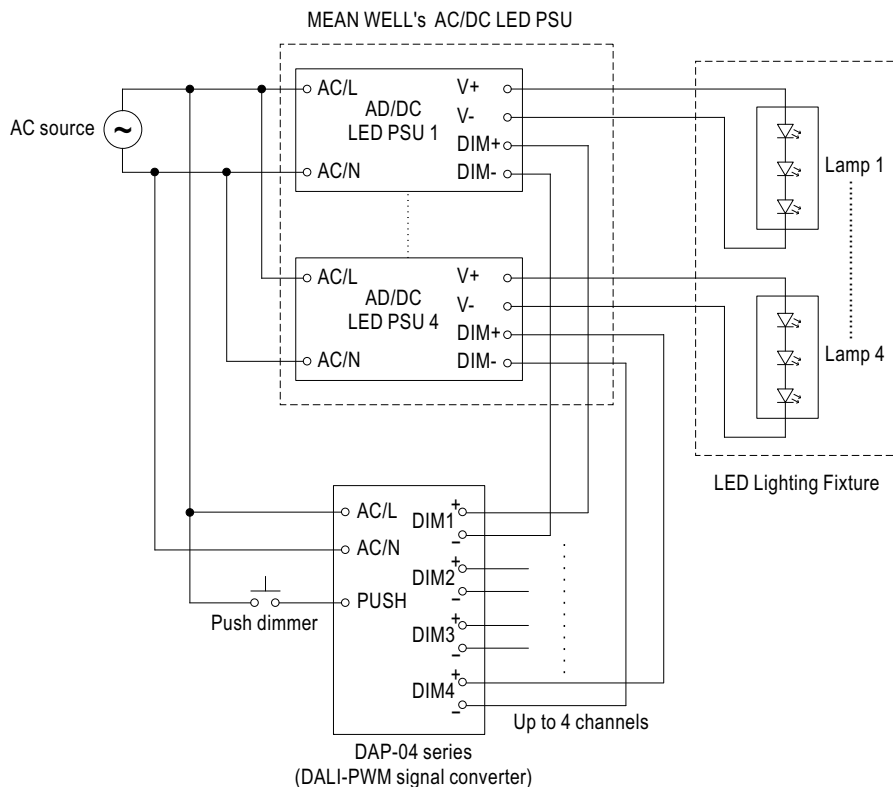 MEAN WELL's AC/DC LED PSU
AC source
~
AC/L
AD/DC
LED PSU 1
AC/N
V+
V-
DIM+
DIM-
Lamp 1
AC/L
AD/DC
LED PSU 4
AC/N
V+
V-
DIM+
DIM-
Lamp 4
LED Lighting Fixture
AC/L
AC/N
PUSH
Push dimmer
+
DIM1
-
+
DIM2
-
+
DIM3
-
+
DIM4
-
Up to 4 channels
DAP-04 series
(DALI-PWM signal converter)